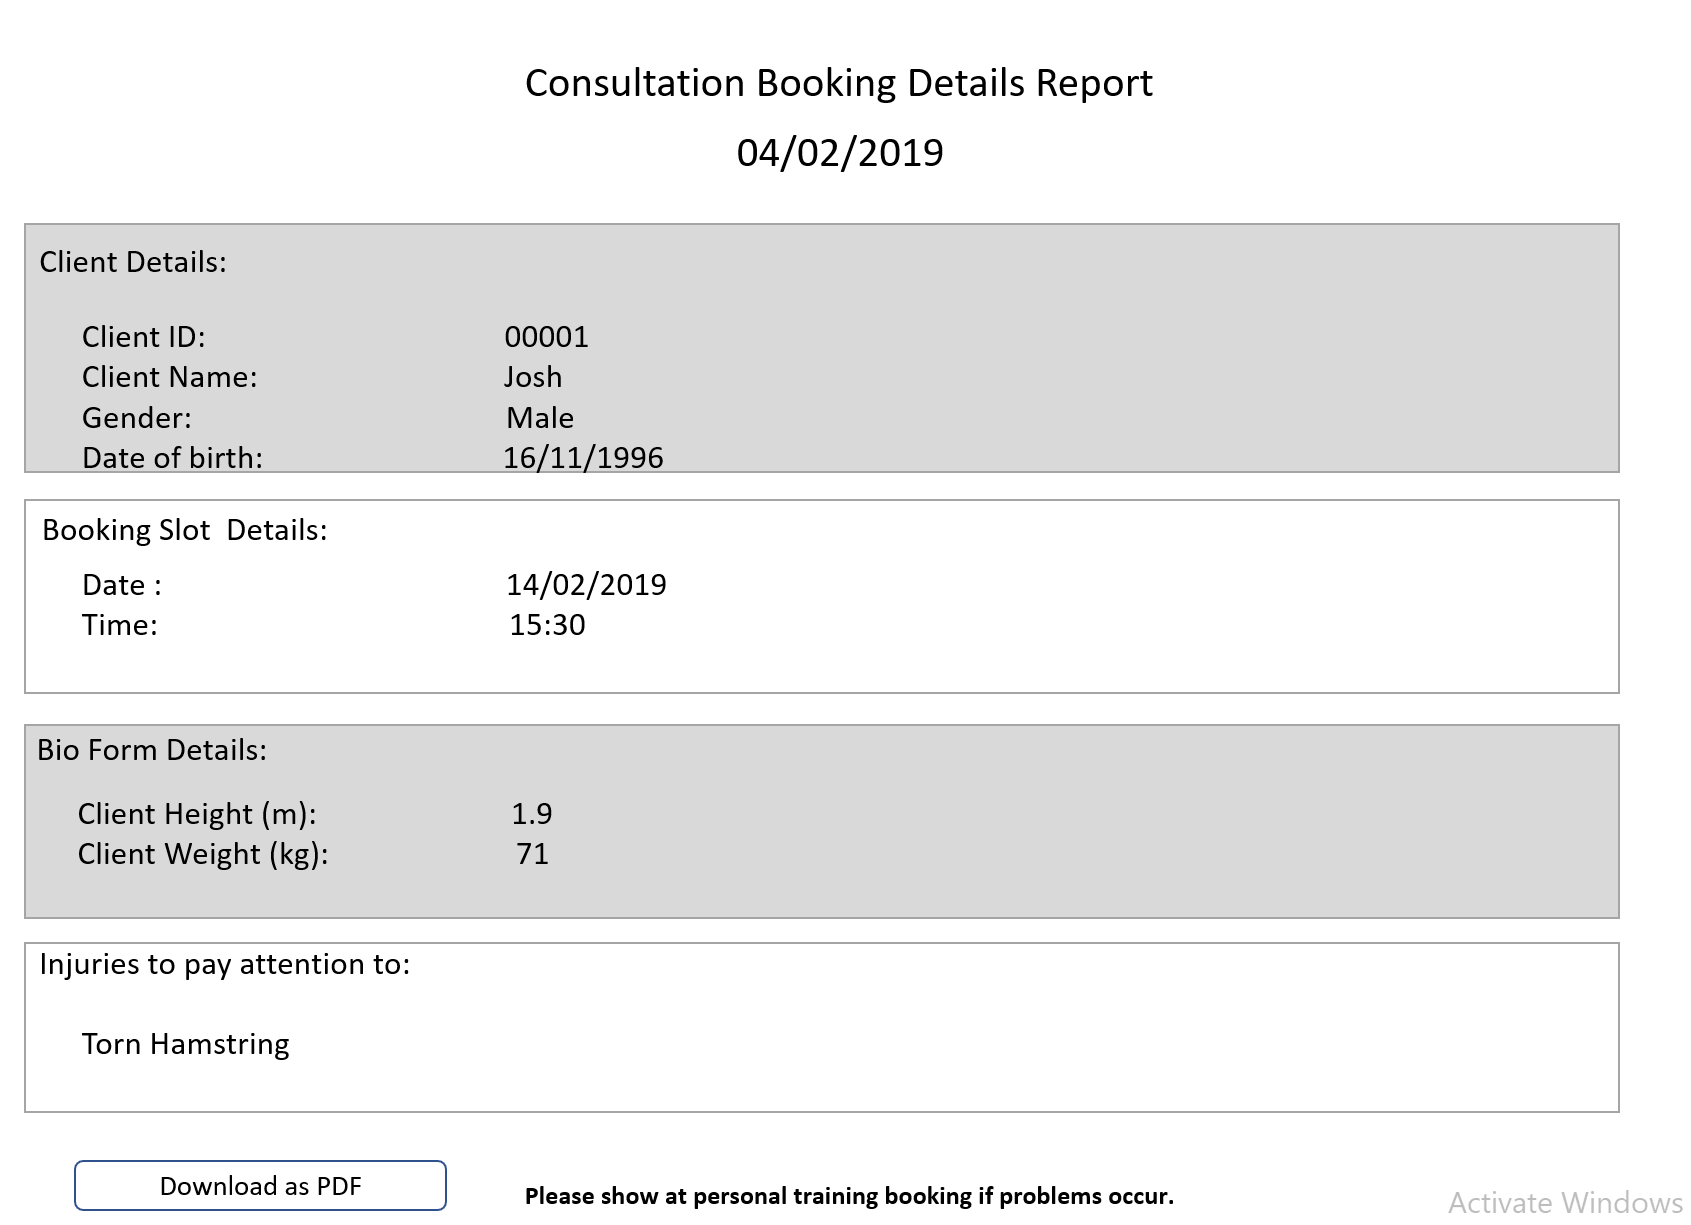 Consultation Booking Details Report
04/02/2019
Client Details:
Client ID: 00001
Client Name: Josh
Gender: Male
Date of birth: 16/11/1996
Booking Slot  Details:
Date : 14/02/2019
Time: 15:30
Bio Form Details:
Client Height (m): 1.9
Client Weight (kg): 71
Injuries to pay attention to:
Torn Hamstring
Download as PDF
Please show at personal training booking if problems occur.
Activate Windows